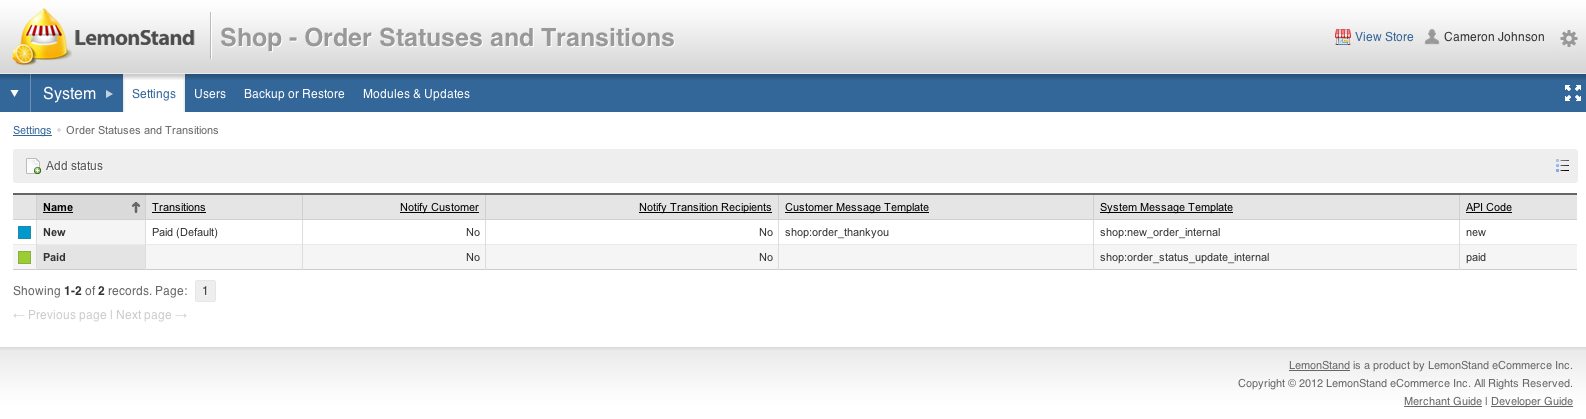 LemonStand
Shop - Order Statuses and Transitions
View Store
Cameron Johnson
System
Settings
Users
Backup or Restore
Modules & Updates
Settings • Order Statuses and Transitions
Add status
Name Transitions Notify Customer Notify Transition Recipients Customer Message Template System Message Template API Code
New Paid (Default) No No shop:order_thankyou shop:new_order_internal new
Paid No No shop:order_status_update_internal paid
Showing 1-2 of 2 records. Page: 1
← Previous page | Next page →
LemonStand is a product by LemonStand eCommerce Inc.
Copyright © 2012 LemonStand eCommerce Inc. All Rights Reserved.
Merchant Guide | Developer Guide